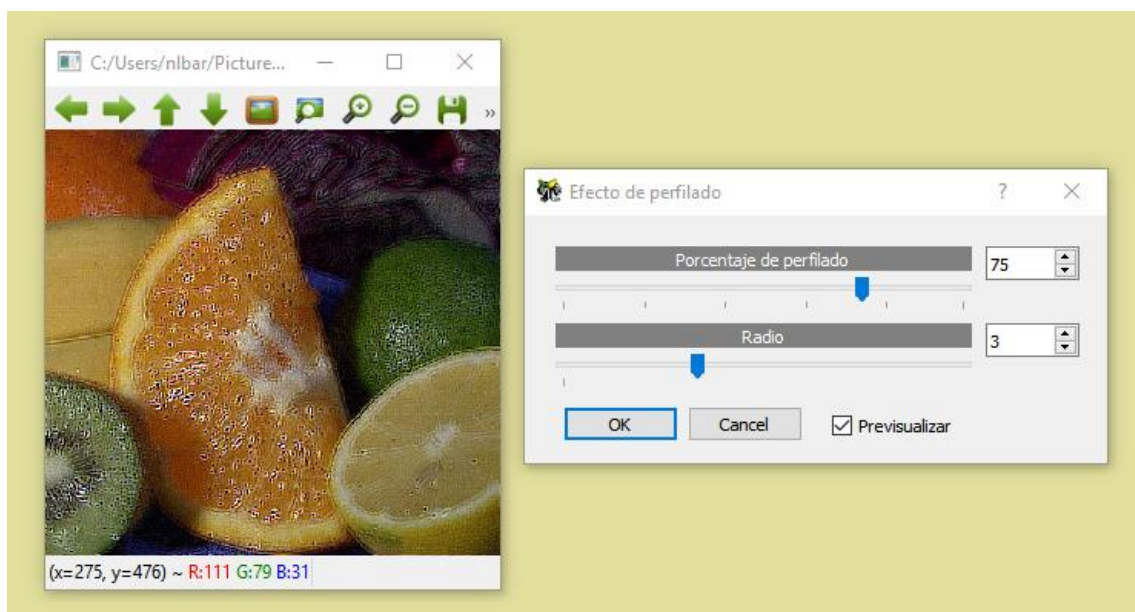 C:/Users/nlbar/Picture...
»
(x=275, y=476) ~ R:111 G:79 B:31
Efecto de perfilado
?
Porcentaje de perfilado
75
Radio
3
OK
Cancel
Previsualizar